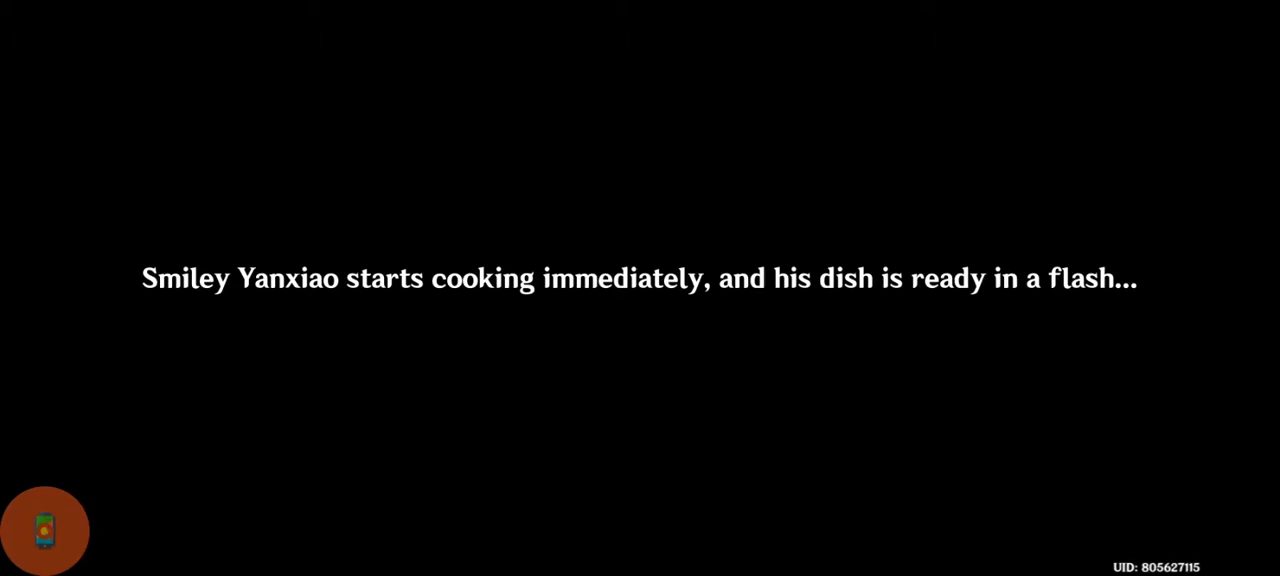 Smiley Yanxiao starts cooking immediately, and his dish is ready in a flash...
UID: 805627115